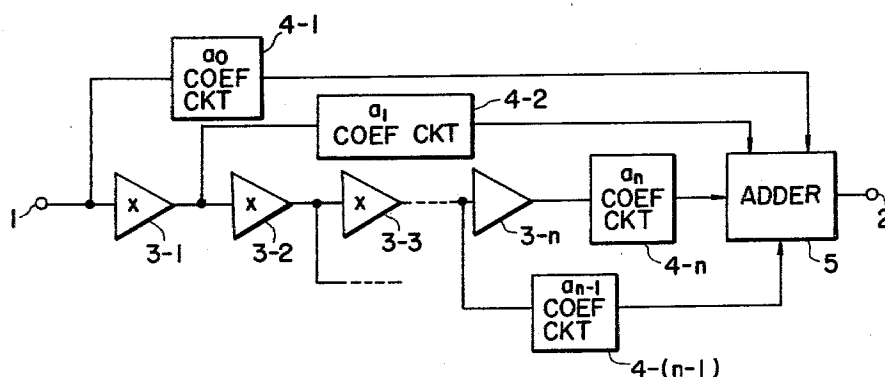 4-1
a0
COEF
CKT
4-2
a1
COEF CKT
an
COEF
CKT
ADDER
1
X
X
X
2
3-1
3-2
3-3
3-n
4-n
5
an-1
COEF
CKT
4-(n-1)